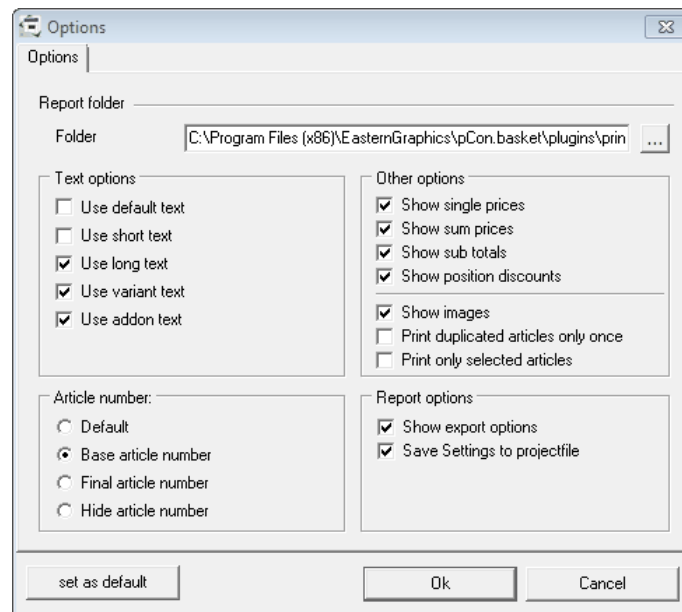 Options
Options
Report folder
Folder
C:\Program Files (x86)\EasternGraphics\pCon.basket\plugins\prin
...
Text options
Use default text
Use short text
Use long text
Use variant text
Use addon text
Other options
Show single prices
Show sum prices
Show sub totals
Show position discounts
Show images
Print duplicated articles only once
Print only selected articles
Article number:
Default
Base article number
Final article number
Hide article number
Report options
Show export options
Save Settings to projectfile
set as default
Ok
Cancel